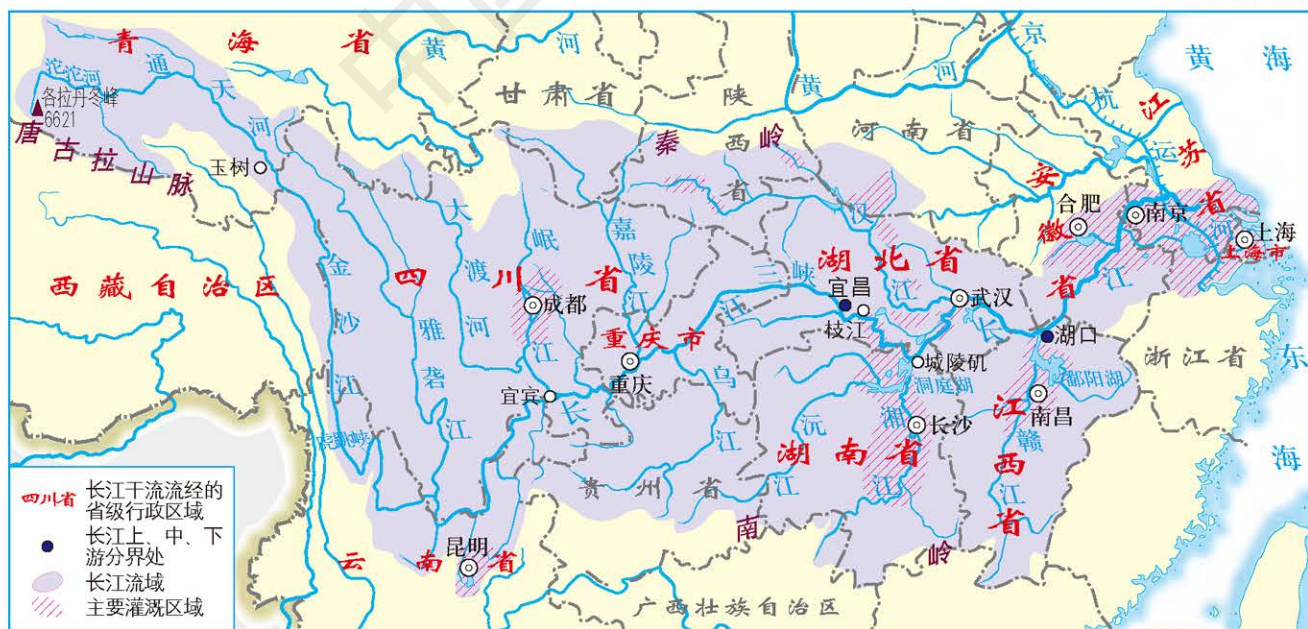 青海省
沱沱河
通天河
各拉丹冬峰
6621
唐古拉山脉
玉树
黄河
甘肃省
陕西省
秦岭
黄河
河南省
京杭运河
黄海
江苏省
安徽省
合肥
南京
上海
上海市
西藏自治区
金沙江
四川省
雅砻江
大渡河
岷江
成都
嘉陵江
重庆市
重庆
三峡
湖北省
汉江
宜昌
枝江
武汉
长江
湖口
城陵矶
洞庭湖
鄱阳湖
浙江省
东海
宜宾
长江
乌江
沅江
湘江
长沙
湖南省
南昌
赣江
江西省
虎跳峡
贵州省
南岭
云南省
昆明
广西壮族自治区
四川省 长江干流流经的
省级行政区域
长江上、中、下
游分界处
长江流域
主要灌溉区域